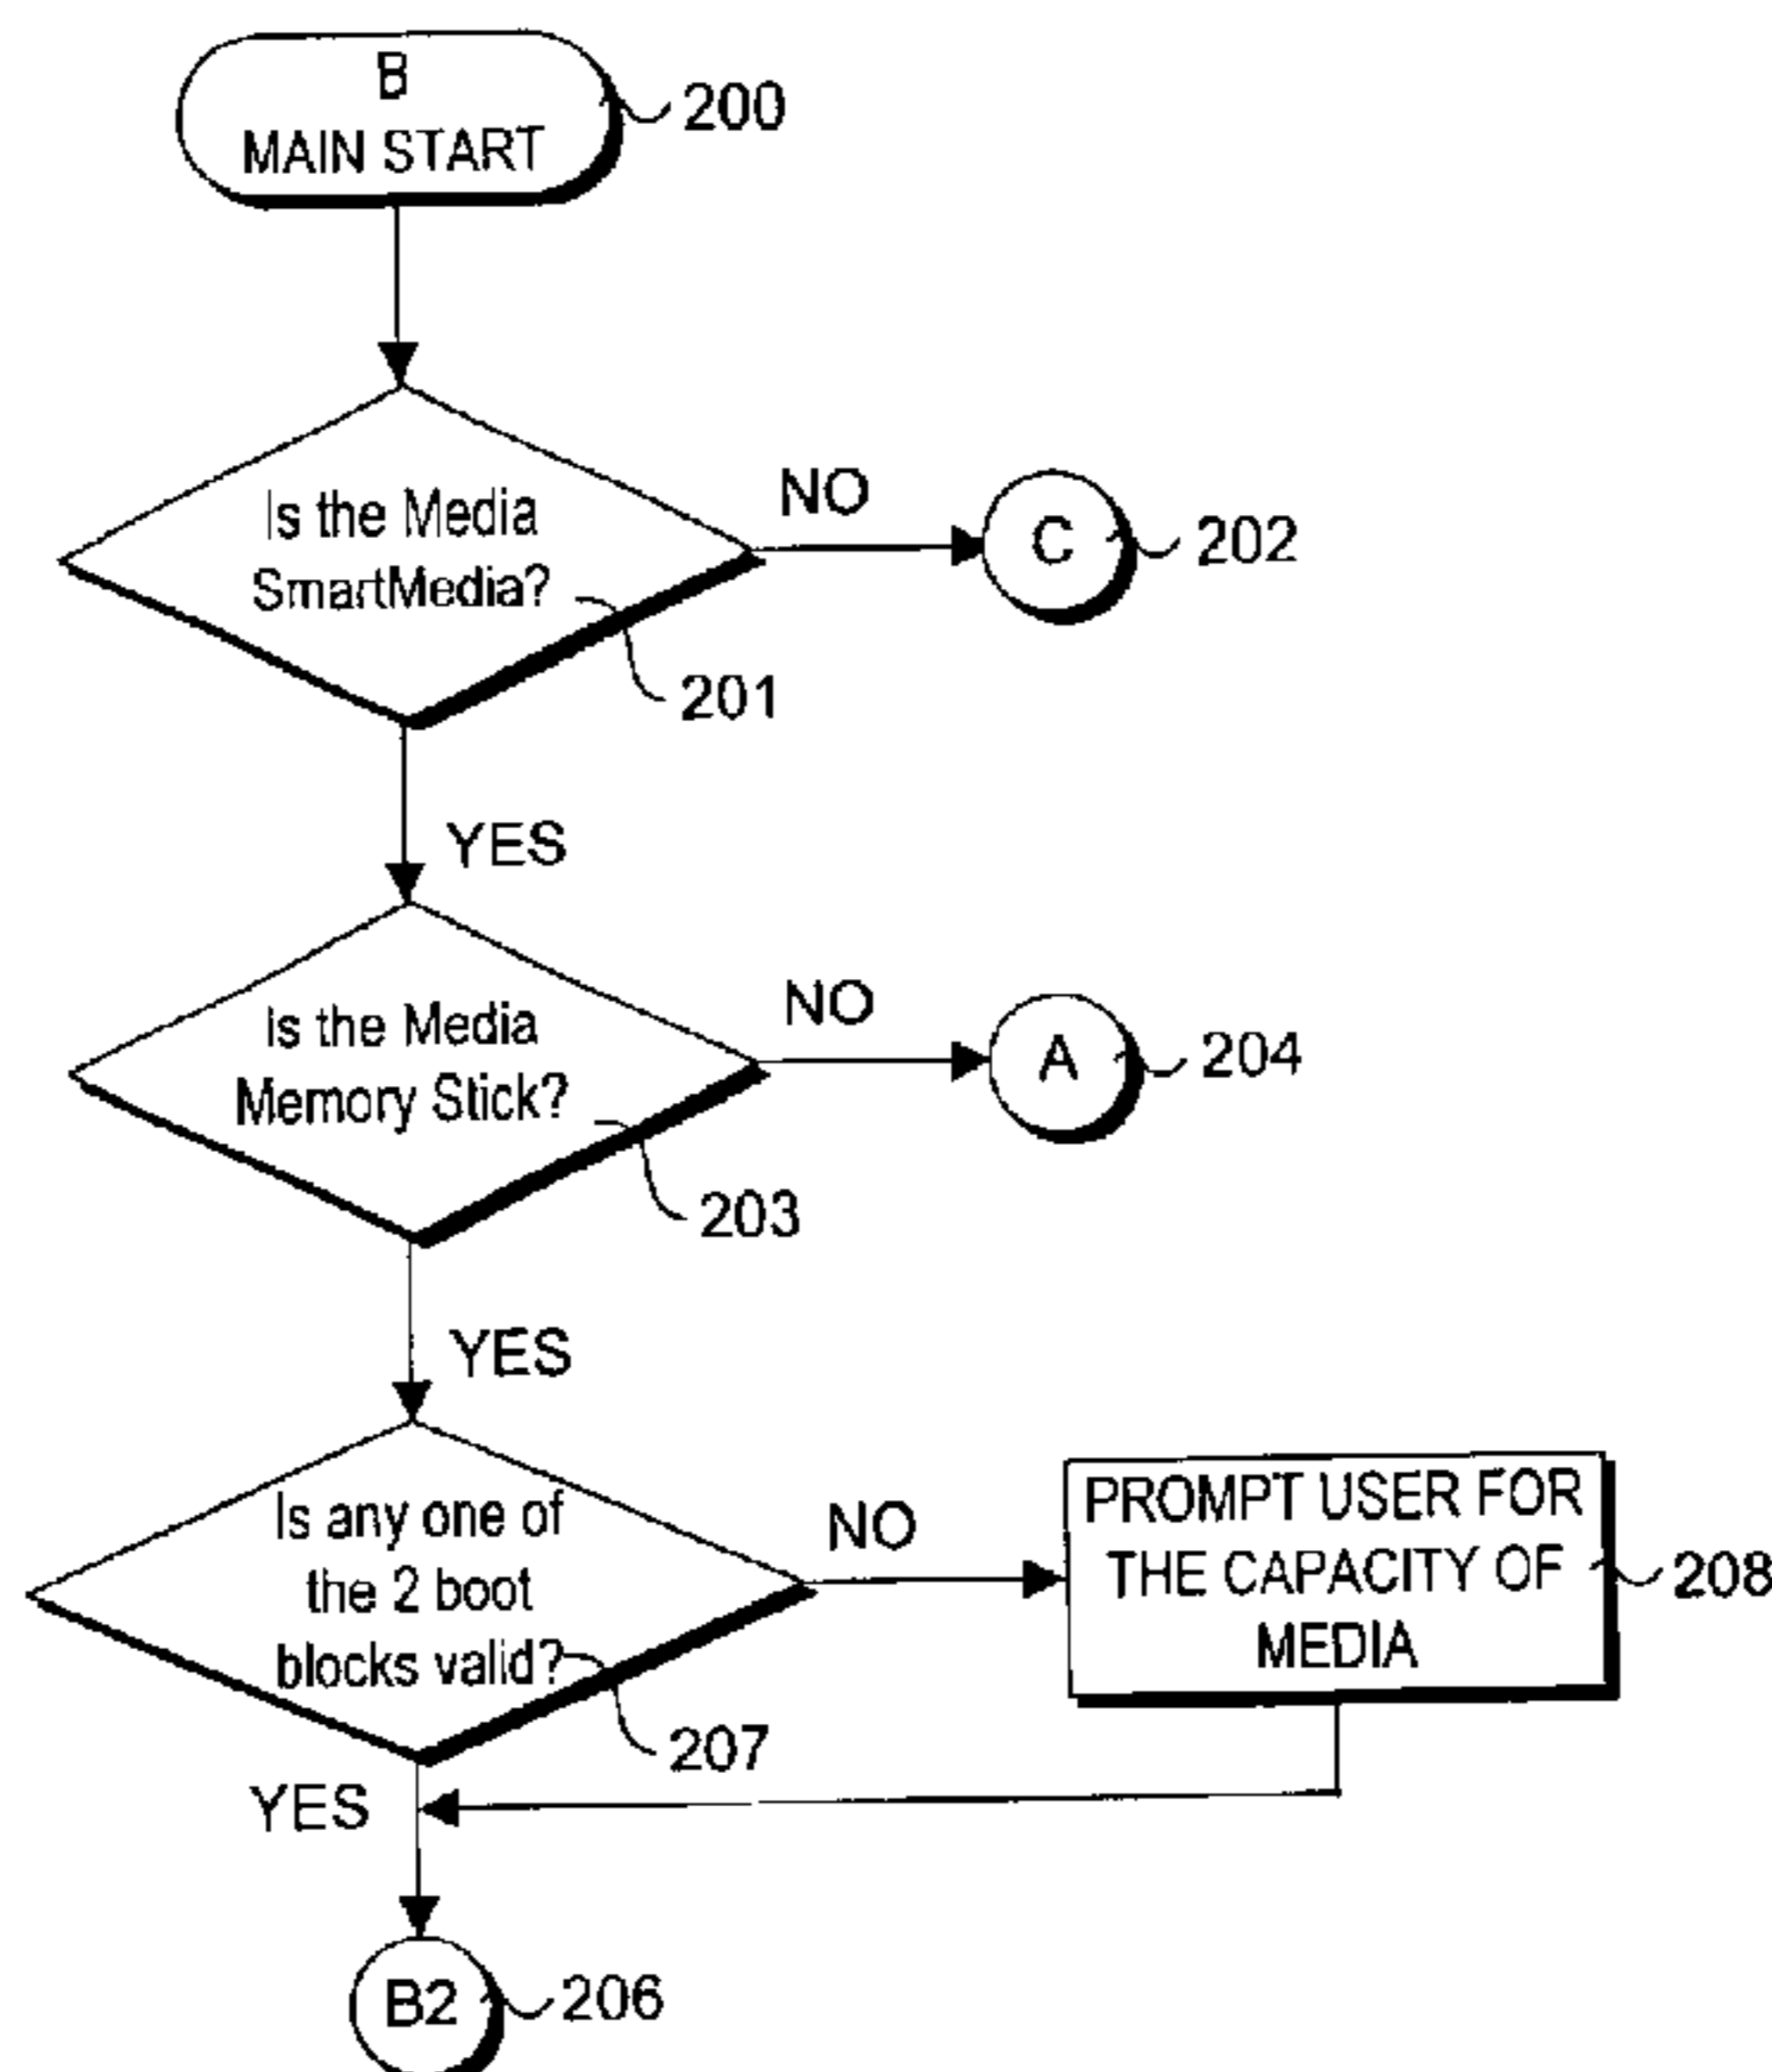 B
MAIN START
200
Is the Media
SmartMedia?
201
NO
C
202
YES
Is the Media
Memory Stick?
203
NO
A
204
YES
Is any one of
the 2 boot
blocks valid?
207
NO
PROMPT USER FOR
THE CAPACITY OF
MEDIA
208
YES
B2
206